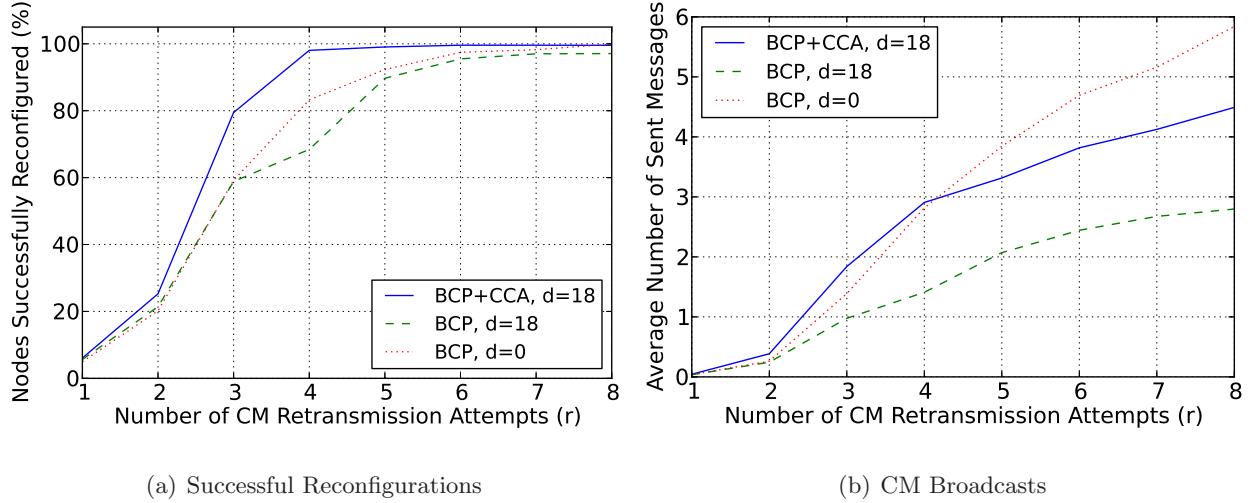 Nodes Successfully Reconfigured (%)
100
80
60
40
20
0
BCP+CCA, d=18
BCP, d=18
BCP, d=0
1 2 3 4 5 6 7 8
Number of CM Retransmission Attempts (r)
(a) Successful Reconfigurations
Average Number of Sent Messages
6
5
4
3
2
1
0
BCP+CCA, d=18
BCP, d=18
BCP, d=0
1 2 3 4 5 6 7 8
Number of CM Retransmission Attempts (r)
(b) CM Broadcasts